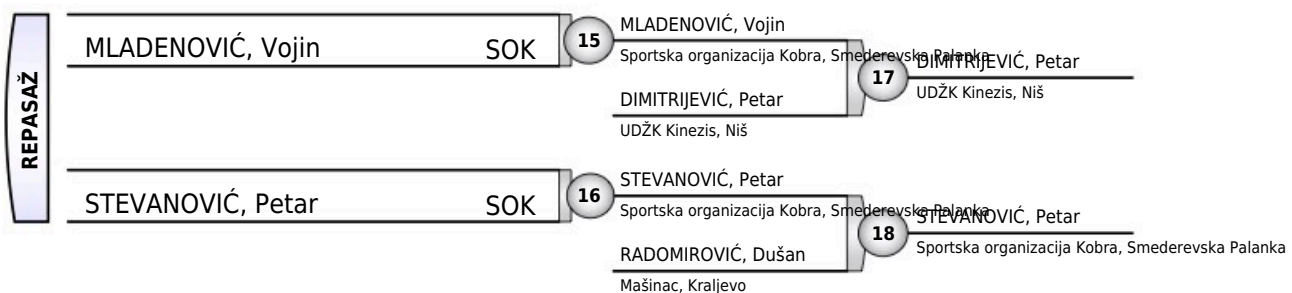 REPASAŽ
MLADENOVIĆ, Vojin SOK
15
MLADENOVIĆ, Vojin
Sportska organizacija Kobra, Smederevska Palanka
DIMITRIJEVIĆ, Petar
UDŽK Kinezis, Niš
17
DIMITRIJEVIĆ, Petar
UDŽK Kinezis, Niš
STEVANOVIĆ, Petar SOK
16
STEVANOVIĆ, Petar
Sportska organizacija Kobra, Smederevska Palanka
RADOMIROVIĆ, Dušan
Mašinac, Kraljevo
18
STEVANOVIĆ, Petar
Sportska organizacija Kobra, Smederevska Palanka